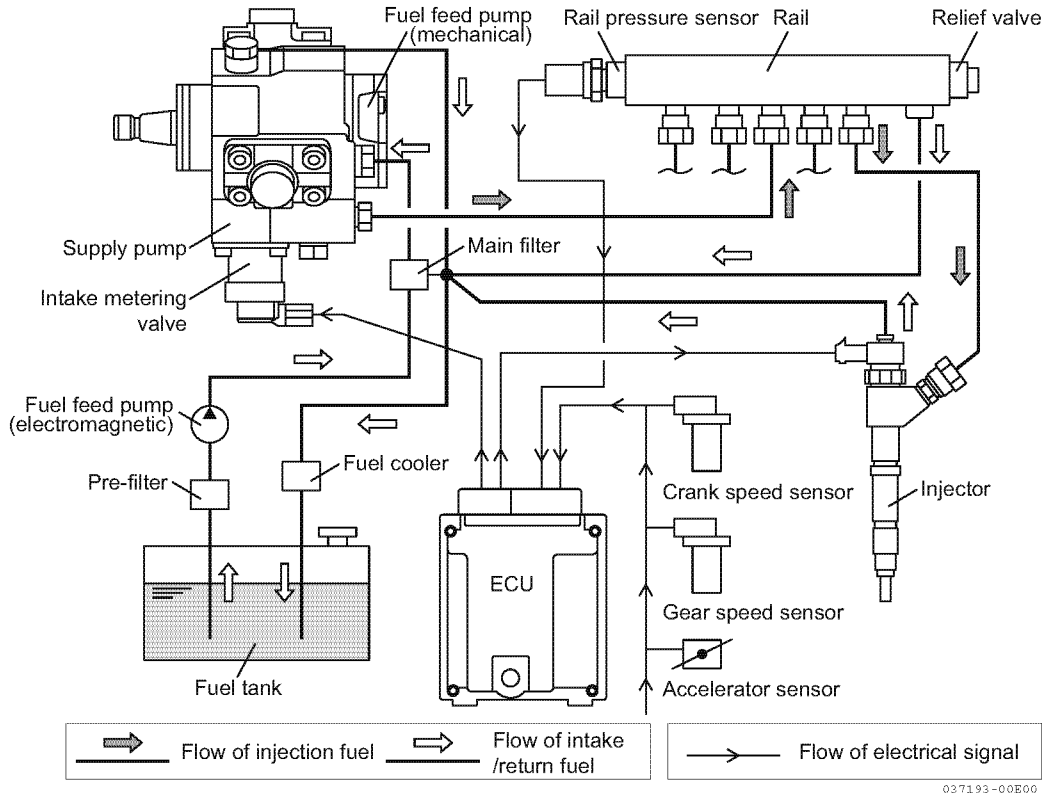 Fuel feed pump
(mechanical)
Rail pressure sensor
Rail
Relief valve
Supply pump
Main filter
Intake metering
valve
Fuel feed pump
(electromagnetic)
Fuel cooler
Pre-filter
Crank speed sensor
Injector
ECU
Gear speed sensor
Fuel tank
Accelerator sensor
Flow of injection fuel
Flow of intake
/return fuel
Flow of electrical signal
037193-00E00